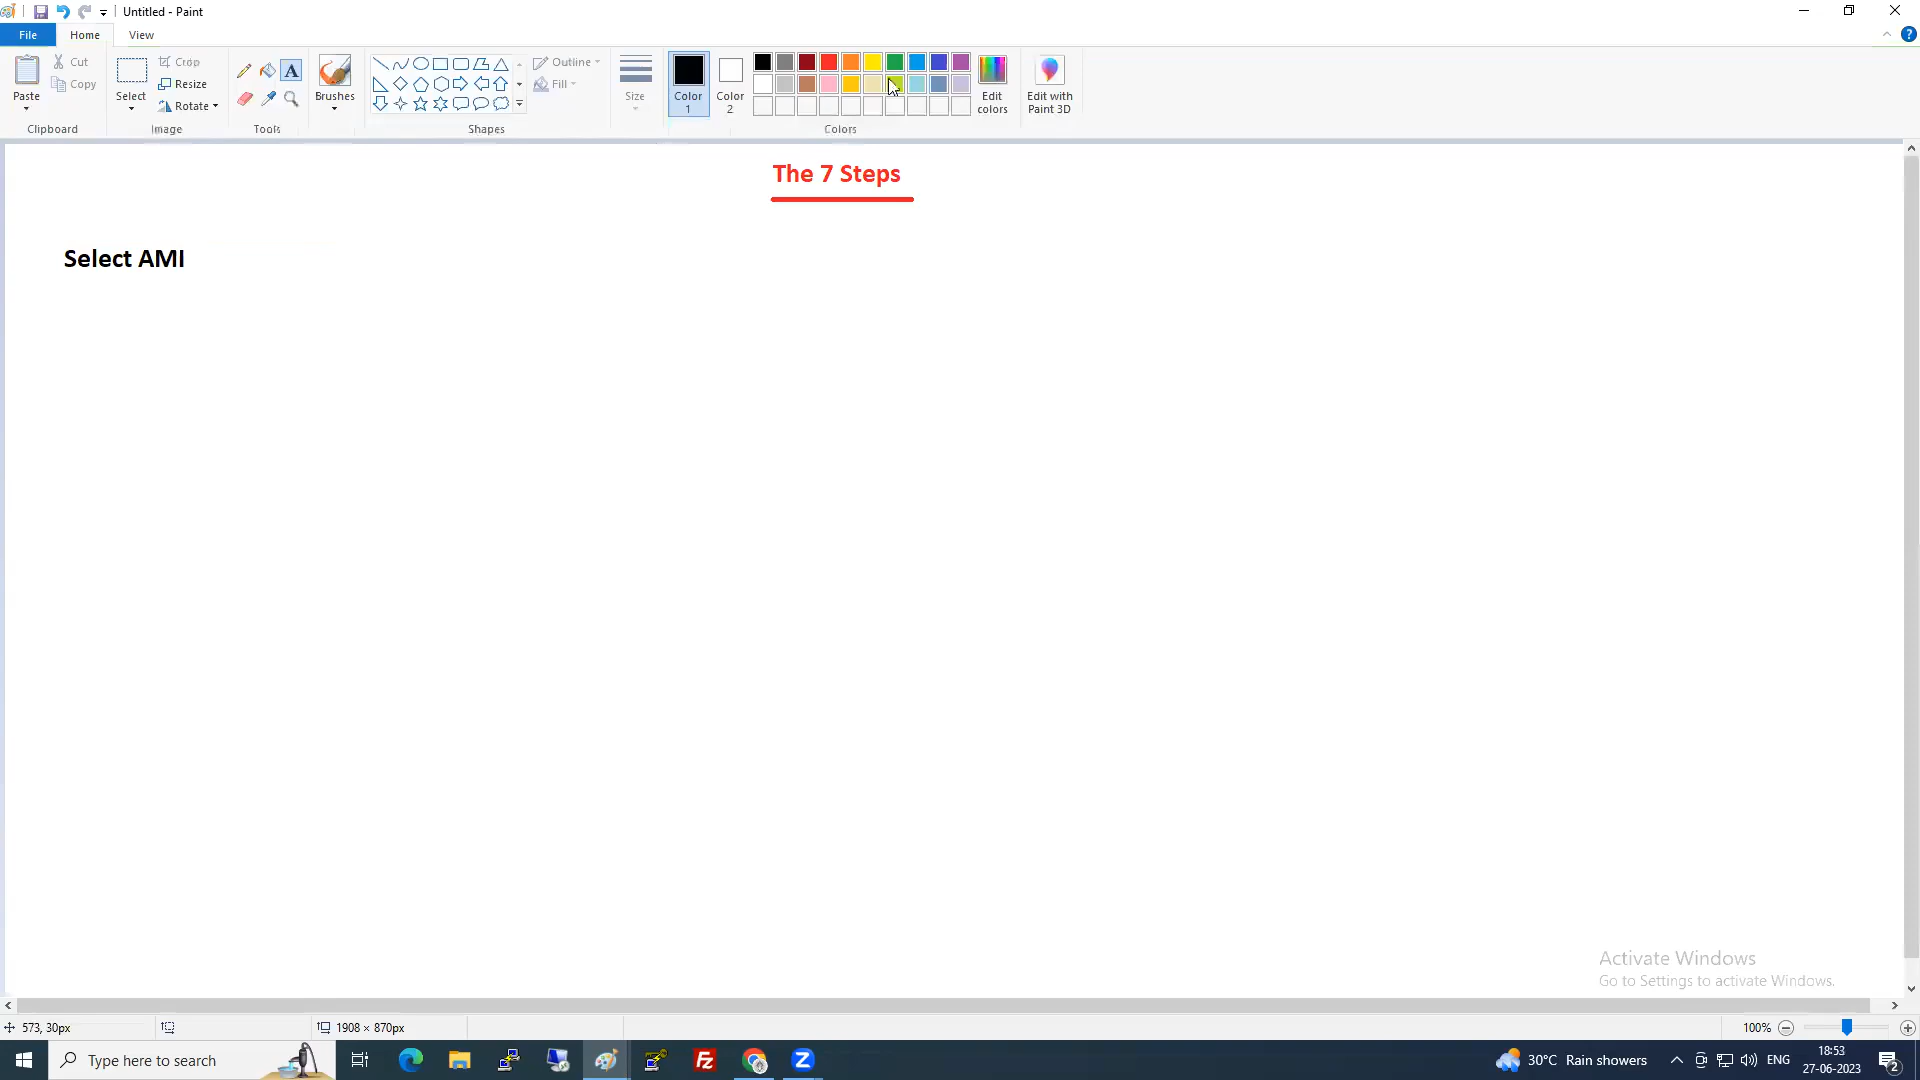 Untitled - Paint
File Home View
Paste
Cut
Copy
Clipboard
Select
Crop
Resize
Rotate
Image
Tools
Brushes
Shapes
Outline
Fill
Size
Color 1
Color 2
Colors
Edit colors
Edit with Paint 3D
The 7 Steps
Select AMI
Activate Windows
Go to Settings to activate Windows.
573, 30px
1908 × 870px
100%
Type here to search
30°C Rain showers
ENG
18:53
27-06-2023
2